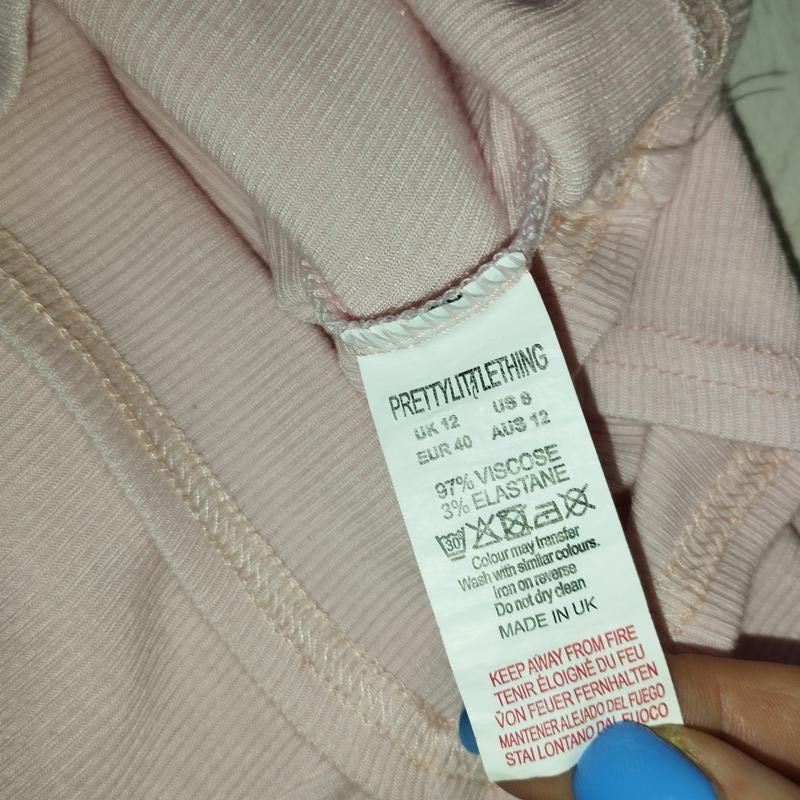 PRETTYLITTLETHING
UK 12 US 8
EUR 40 AUS 12
97% VISCOSE
3% ELASTANE
30
Colour may transfer
Wash with similar colours.
Iron on reverse
Do not dry clean
MADE IN UK
KEEP AWAY FROM FIRE
TENIR ÉLOIGNÉ DU FEU
VON FEUER FERNHALTEN
MANTENER ALEJADO DEL FUEGO
STAI LONTANO DAL FUOCO